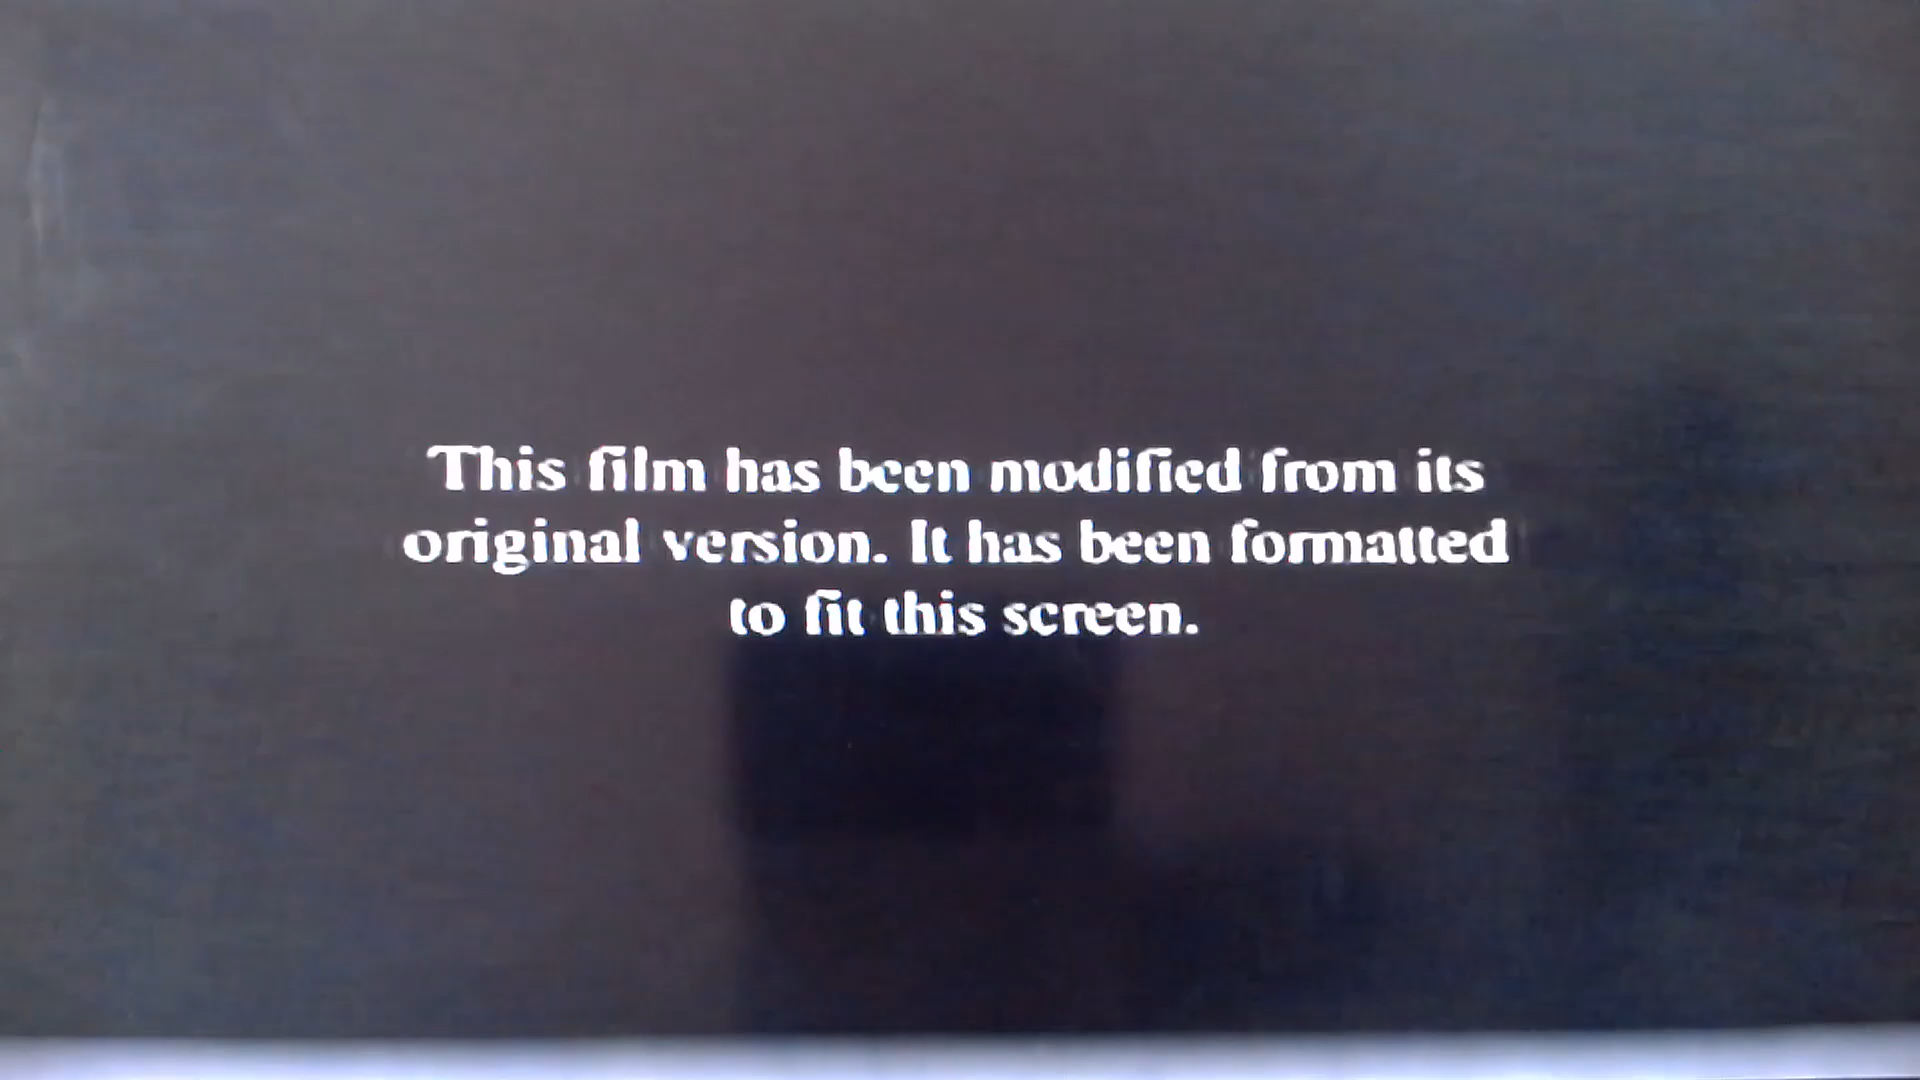 This film has been modified from its
original version. It has been formatted
to fit this screen.